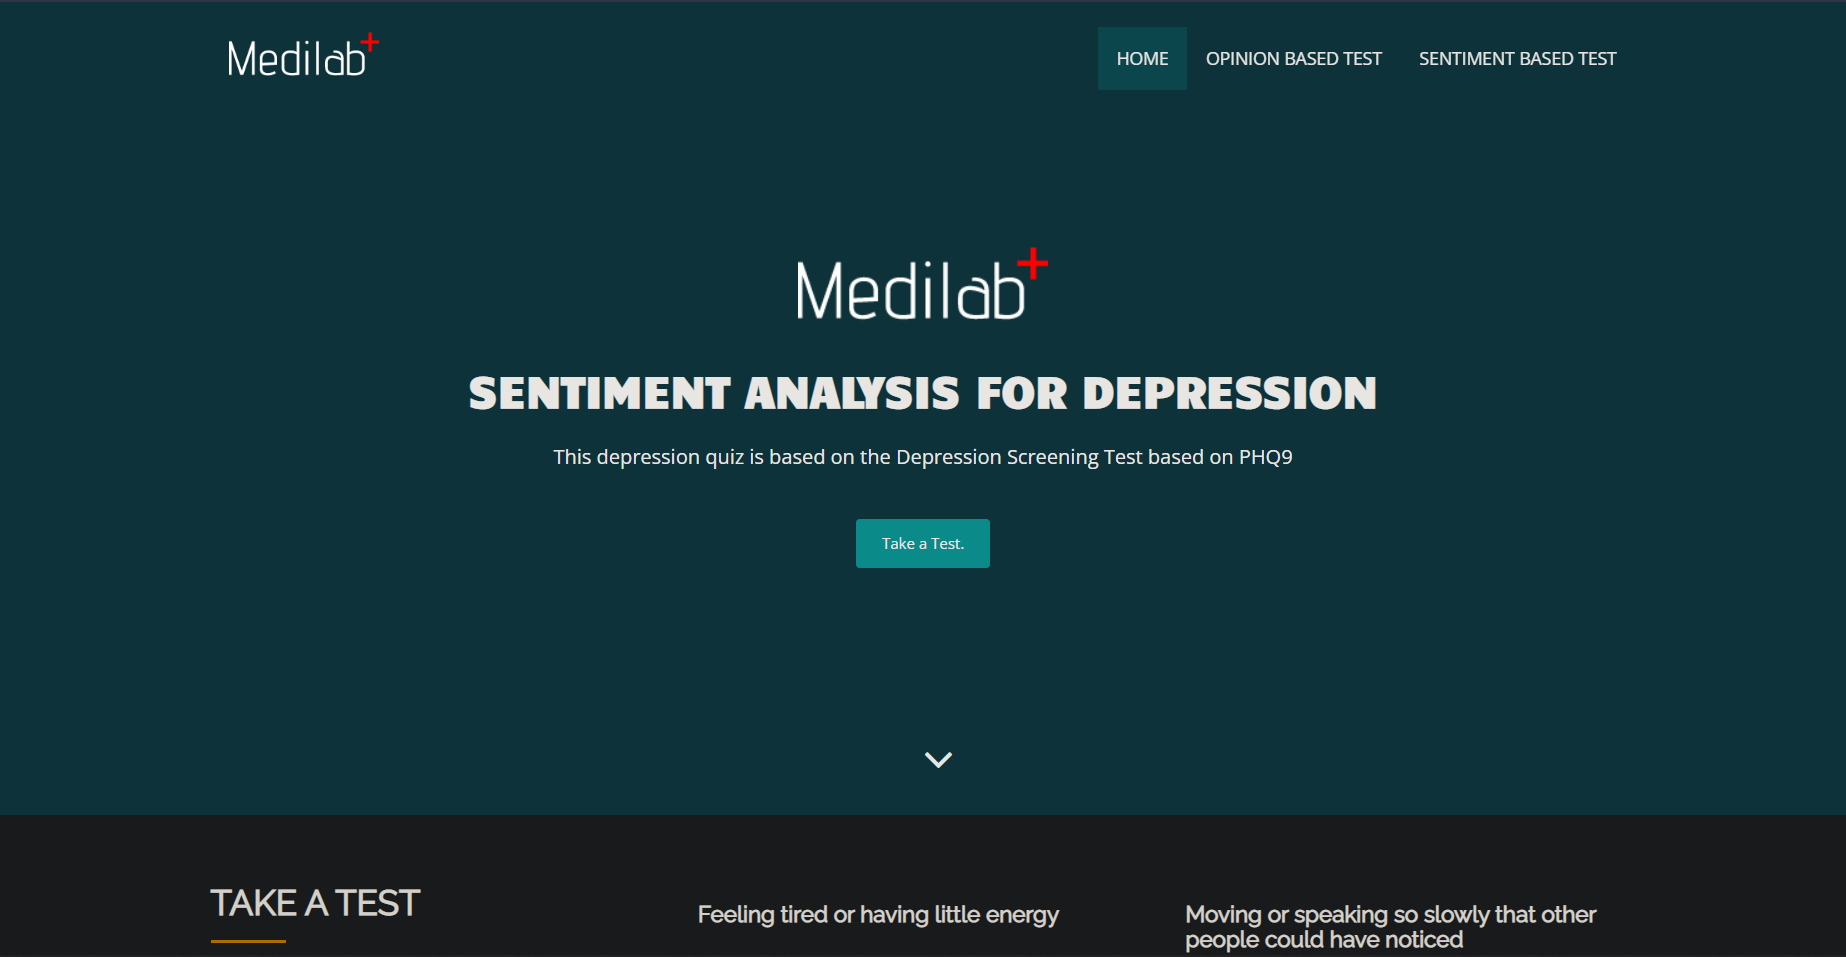 Medilab+
HOME
OPINION BASED TEST
SENTIMENT BASED TEST
Medilab+
SENTIMENT ANALYSIS FOR DEPRESSION
This depression quiz is based on the Depression Screening Test based on PHQ9
Take a Test.
TAKE A TEST
Feeling tired or having little energy
Moving or speaking so slowly that other
people could have noticed